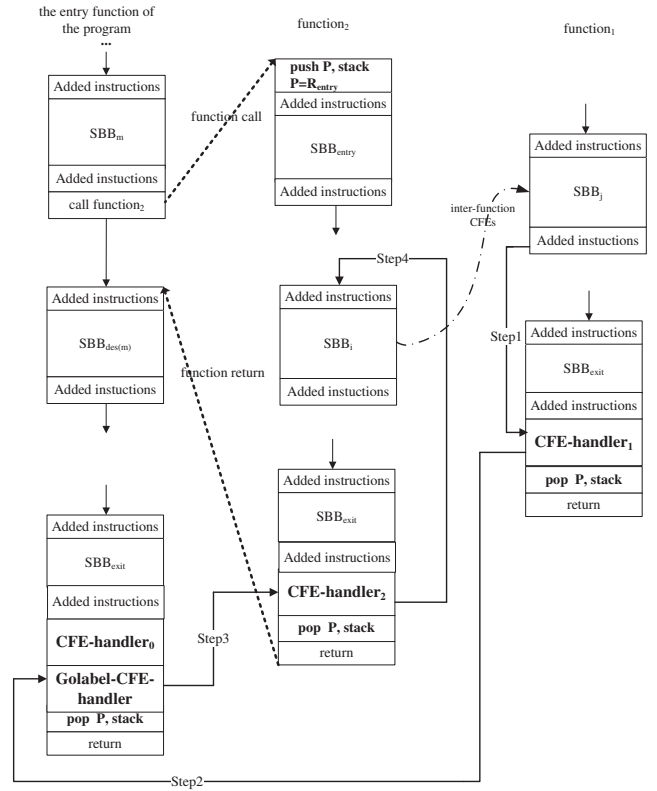 the entry function of
the program
...
Added instructions
SBBm
Added instuctions
call function2
Added instructions
SBBdes(m)
Added instuctions
Added instructions
SBBexit
Added instructions
CFE-handler0
Golabel-CFE-
handler
pop P, stack
return
function call
function return
Step3
Step2
function2
push P, stack
P=Rentry
Added instructions
SBBentry
Added instructions
Step4
Added instructions
SBBi
Added instuctions
Added instructions
SBBexit
Added instructions
CFE-handler2
pop P, stack
return
inter-function
CFEs
function1
Added instructions
SBBj
Added instuctions
Step1
Added instructions
SBBexit
Added instructions
CFE-handler1
pop P, stack
return